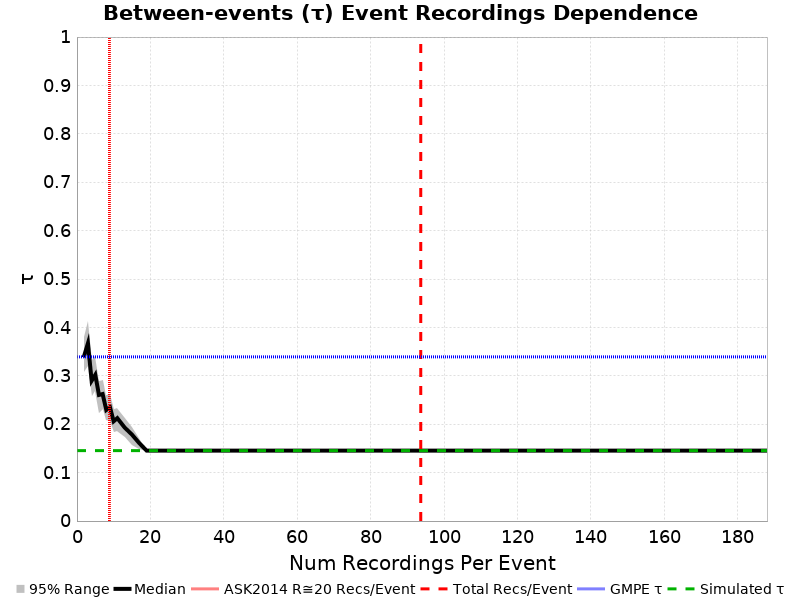 Between-events (τ) Event Recordings Dependence
1
0.9
0.8
0.7
0.6
0.5
0.4
0.3
0.2
0.1
0
τ
0 20 40 60 80 100 120 140 160 180
Num Recordings Per Event
95% Range Median ASK2014 R≅20 Recs/Event Total Recs/Event GMPE τ Simulated τ